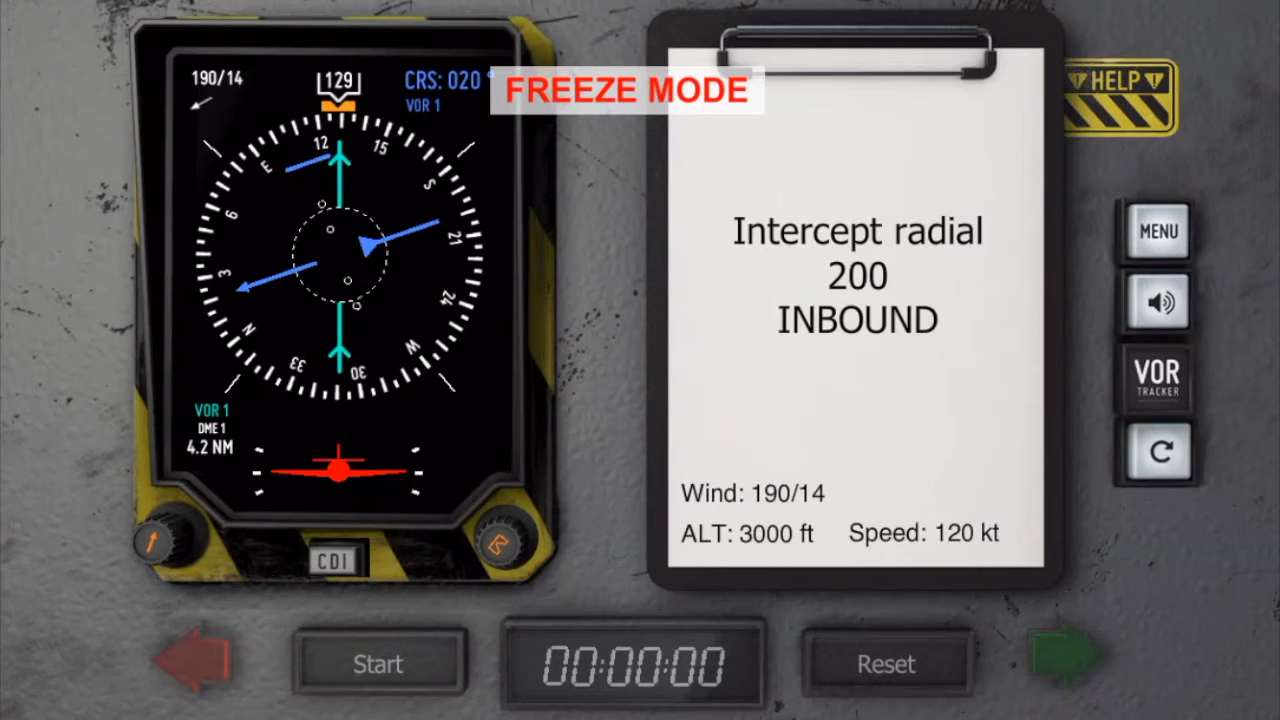 190/14
129
CRS: 020°
VOR 1
FREEZE MODE
HELP
12
15
E
S
6
21
3
24
N
W
33
30
VOR 1
DME 1
4.2 NM
CDI
Intercept radial
200
INBOUND
Wind: 190/14
ALT: 3000 ft Speed: 120 kt
MENU
VOR
TRACKER
Start
00:00:00
Reset